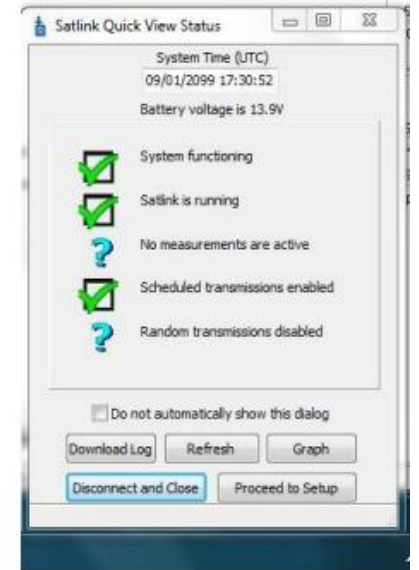 Satlink Quick View Status
System Time (UTC)
09/01/2099 17:30:52
Battery voltage is 13.9V
System functioning
Satlink is running
No measurements are active
Scheduled transmissions enabled
Random transmissions disabled
Do not automatically show this dialog
Download Log Refresh Graph
Disconnect and Close Proceed to Setup